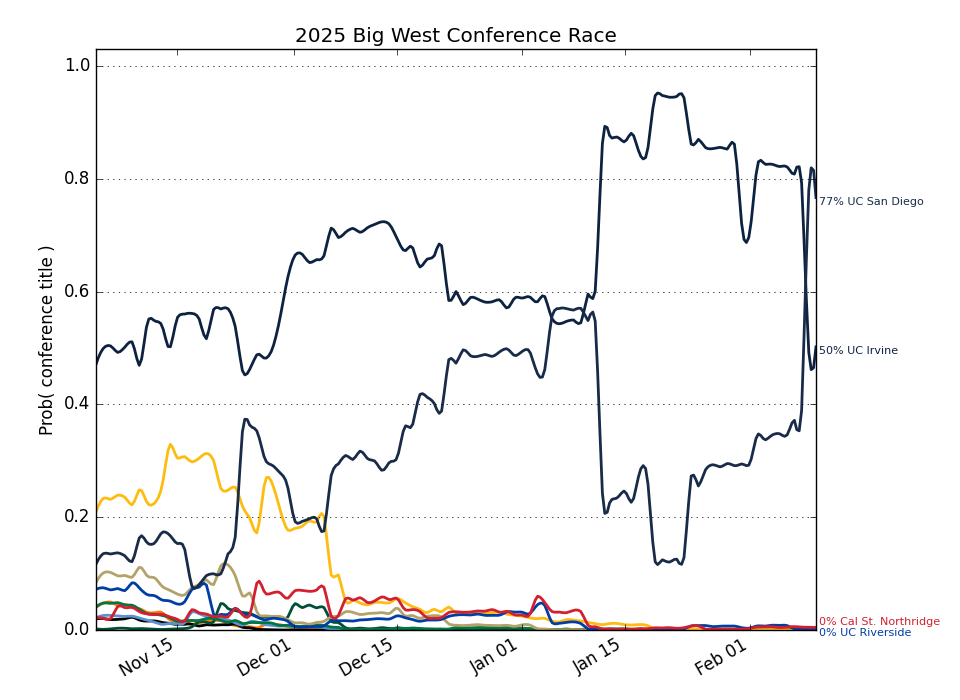 2025 Big West Conference Race
1.0
0.8
0.6
0.4
0.2
0.0
Prob( conference title )
77% UC San Diego
50% UC Irvine
0% Cal St. Northridge
0% UC Riverside
Nov 15
Dec 01
Dec 15
Jan 01
Jan 15
Feb 01